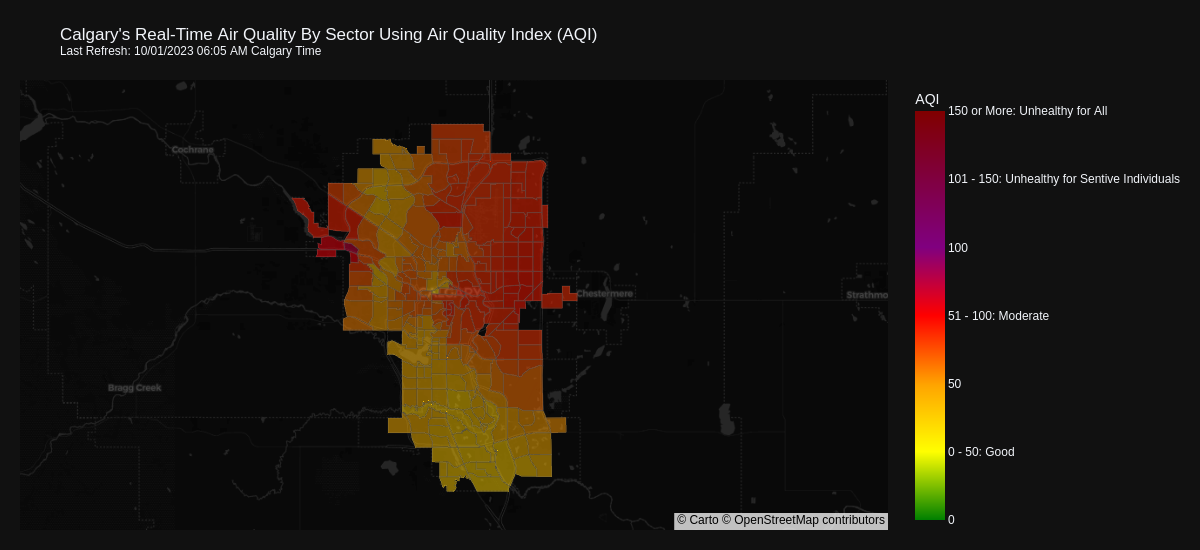 Calgary's Real-Time Air Quality By Sector Using Air Quality Index (AQI)
Last Refresh: 10/01/2023 06:05 AM Calgary Time
AQI
150 or More: Unhealthy for All
101 - 150: Unhealthy for Sentive Individuals
100
51 - 100: Moderate
50
0 - 50: Good
0
Cochrane
CALGARY
Chestermere
Strathmo
Bragg Creek
© Carto © OpenStreetMap contributors